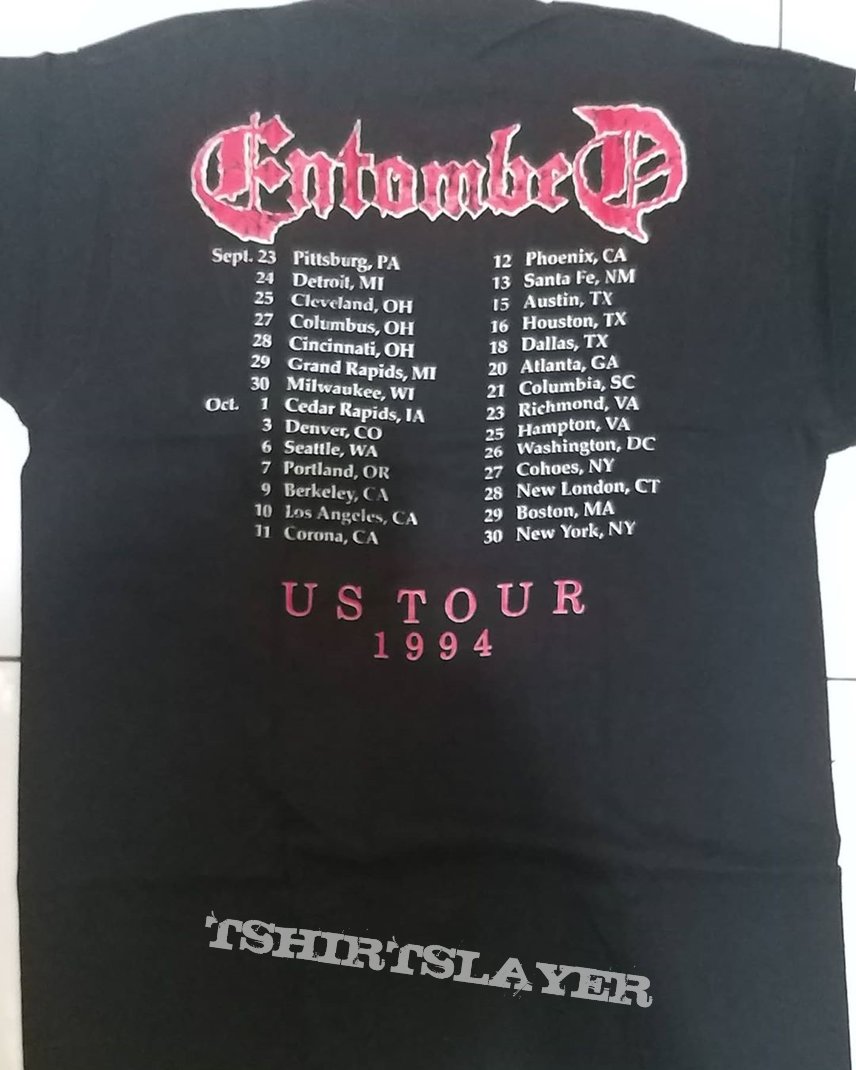 Entombed
Sept. 23 Pittsburg, PA
24 Detroit, MI
25 Cleveland, OH
27 Columbus, OH
28 Cincinnati, OH
29 Grand Rapids, MI
30 Milwaukee, WI
Oct. 1 Cedar Rapids, IA
3 Denver, CO
6 Seattle, WA
7 Portland, OR
9 Berkeley, CA
10 Los Angeles, CA
11 Corona, CA
12 Phoenix, CA
13 Santa Fe, NM
15 Austin, TX
16 Houston, TX
18 Dallas, TX
20 Atlanta, GA
21 Columbia, SC
23 Richmond, VA
25 Hampton, VA
26 Washington, DC
27 Cohoes, NY
28 New London, CT
29 Boston, MA
30 New York, NY
US TOUR
1994
TSHIRTSLAYER